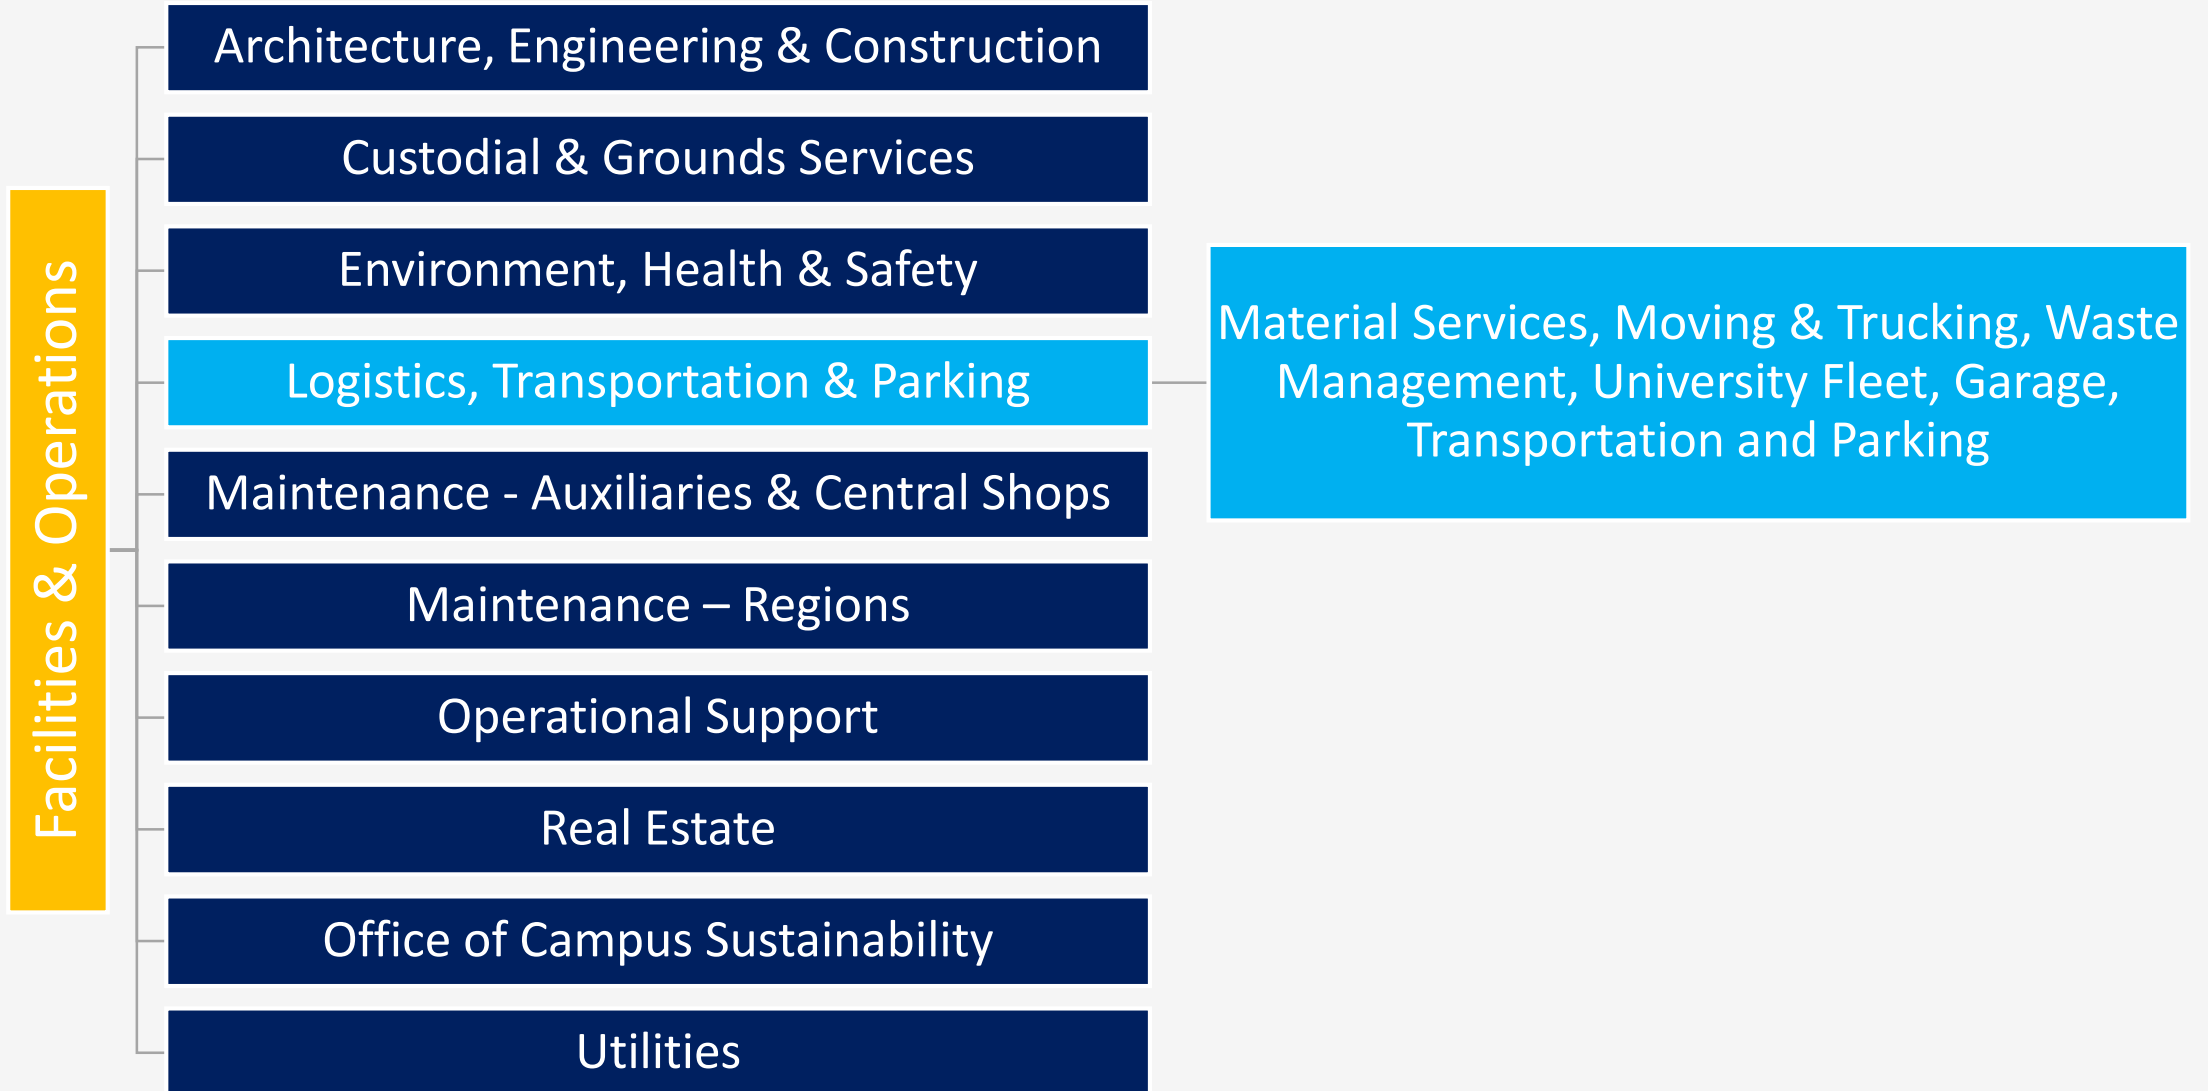 Facilities & Operations
Architecture, Engineering & Construction
Custodial & Grounds Services
Environment, Health & Safety
Logistics, Transportation & Parking
Material Services, Moving & Trucking, Waste
Management, University Fleet, Garage,
Transportation and Parking
Maintenance - Auxiliaries & Central Shops
Maintenance – Regions
Operational Support
Real Estate
Office of Campus Sustainability
Utilities